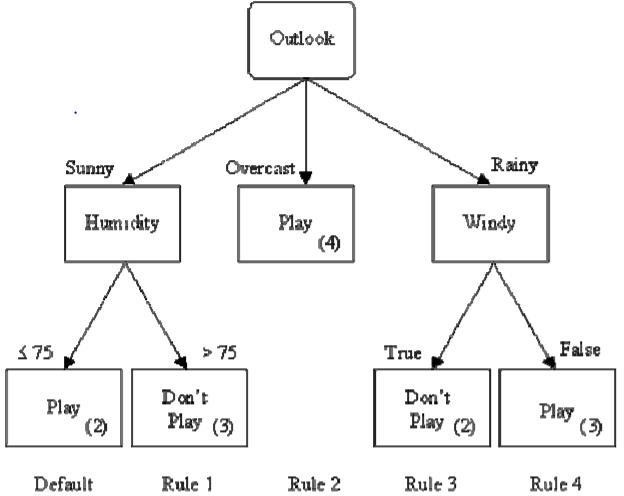 Outlook
Sunny
Overcast
Rainy
Humidity
Play
(4)
Windy
≤ 75
> 75
True
False
Play
(2)
Don't
Play (3)
Don't
Play (2)
Play
(3)
Default
Rule 1
Rule 2
Rule 3
Rule 4